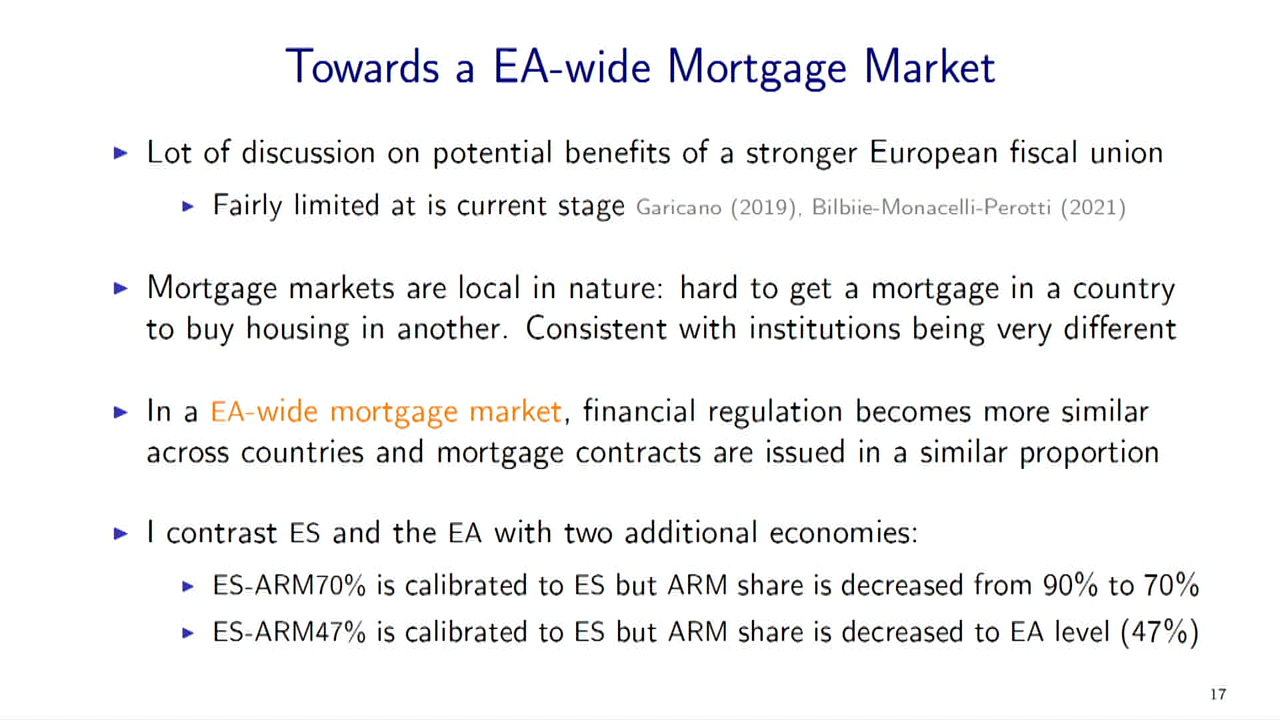 Towards a EA-wide Mortgage Market
Lot of discussion on potential benefits of a stronger European fiscal union
Fairly limited at is current stage Garicano (2019), Bilbiie-Monacelli-Perotti (2021)
Mortgage markets are local in nature: hard to get a mortgage in a country
to buy housing in another. Consistent with institutions being very different
In a EA-wide mortgage market, financial regulation becomes more similar
across countries and mortgage contracts are issued in a similar proportion
I contrast ES and the EA with two additional economies:
ES-ARM70% is calibrated to ES but ARM share is decreased from 90% to 70%
ES-ARM47% is calibrated to ES but ARM share is decreased to EA level (47%)
17